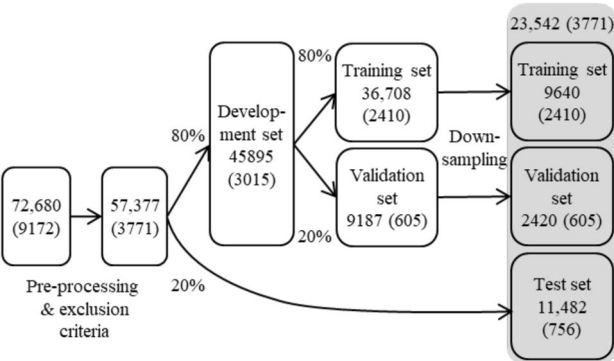 72,680
(9172)
Pre-processing
& exclusion
criteria
57,377
(3771)
80%
20%
Develop-
ment set
45895
(3015)
80%
20%
Training set
36,708
(2410)
Validation
set
9187 (605)
Down-
sampling
23,542 (3771)
Training set
9640
(2410)
Validation
set
2420 (605)
Test set
11,482
(756)